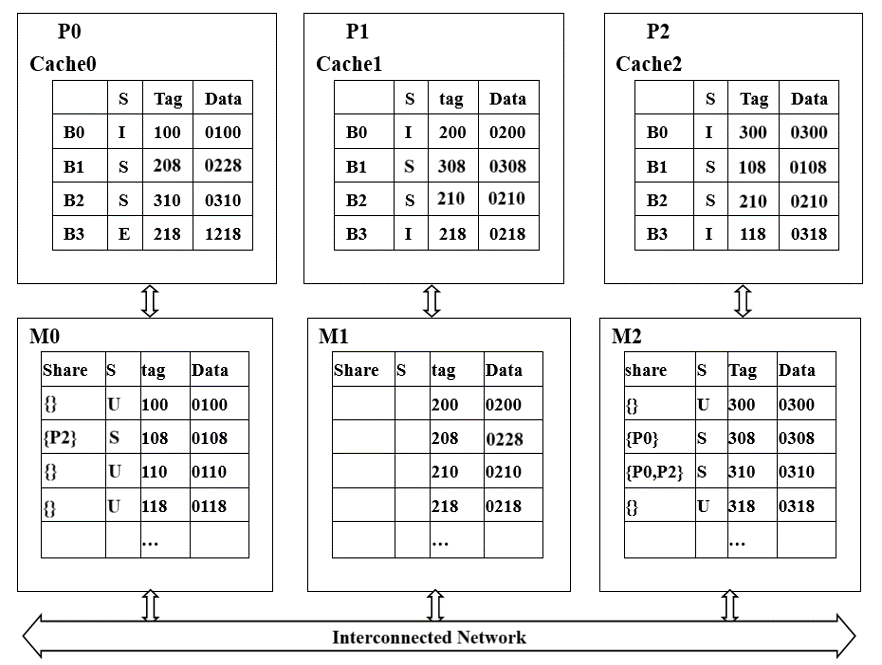 P0
P1
P2
Cache0
Cache1
Cache2
S Tag Data
B0 I 100 0100
B1 S 208 0228
B2 S 310 0310
B3 E 218 1218
S tag Data
B0 I 200 0200
B1 S 308 0308
B2 S 210 0210
B3 I 218 0218
S Tag Data
B0 I 300 0300
B1 S 108 0108
B2 S 210 0210
B3 I 118 0318
M0
Share S tag Data
{} U 100 0100
{P2} S 108 0108
{} U 110 0110
{} U 118 0118
...
M1
Share S tag Data
200 0200
208 0228
210 0210
218 0218
...
M2
share S Tag Data
{} U 300 0300
{P0} S 308 0308
{P0,P2} S 310 0310
{} U 318 0318
...
Interconnected Network